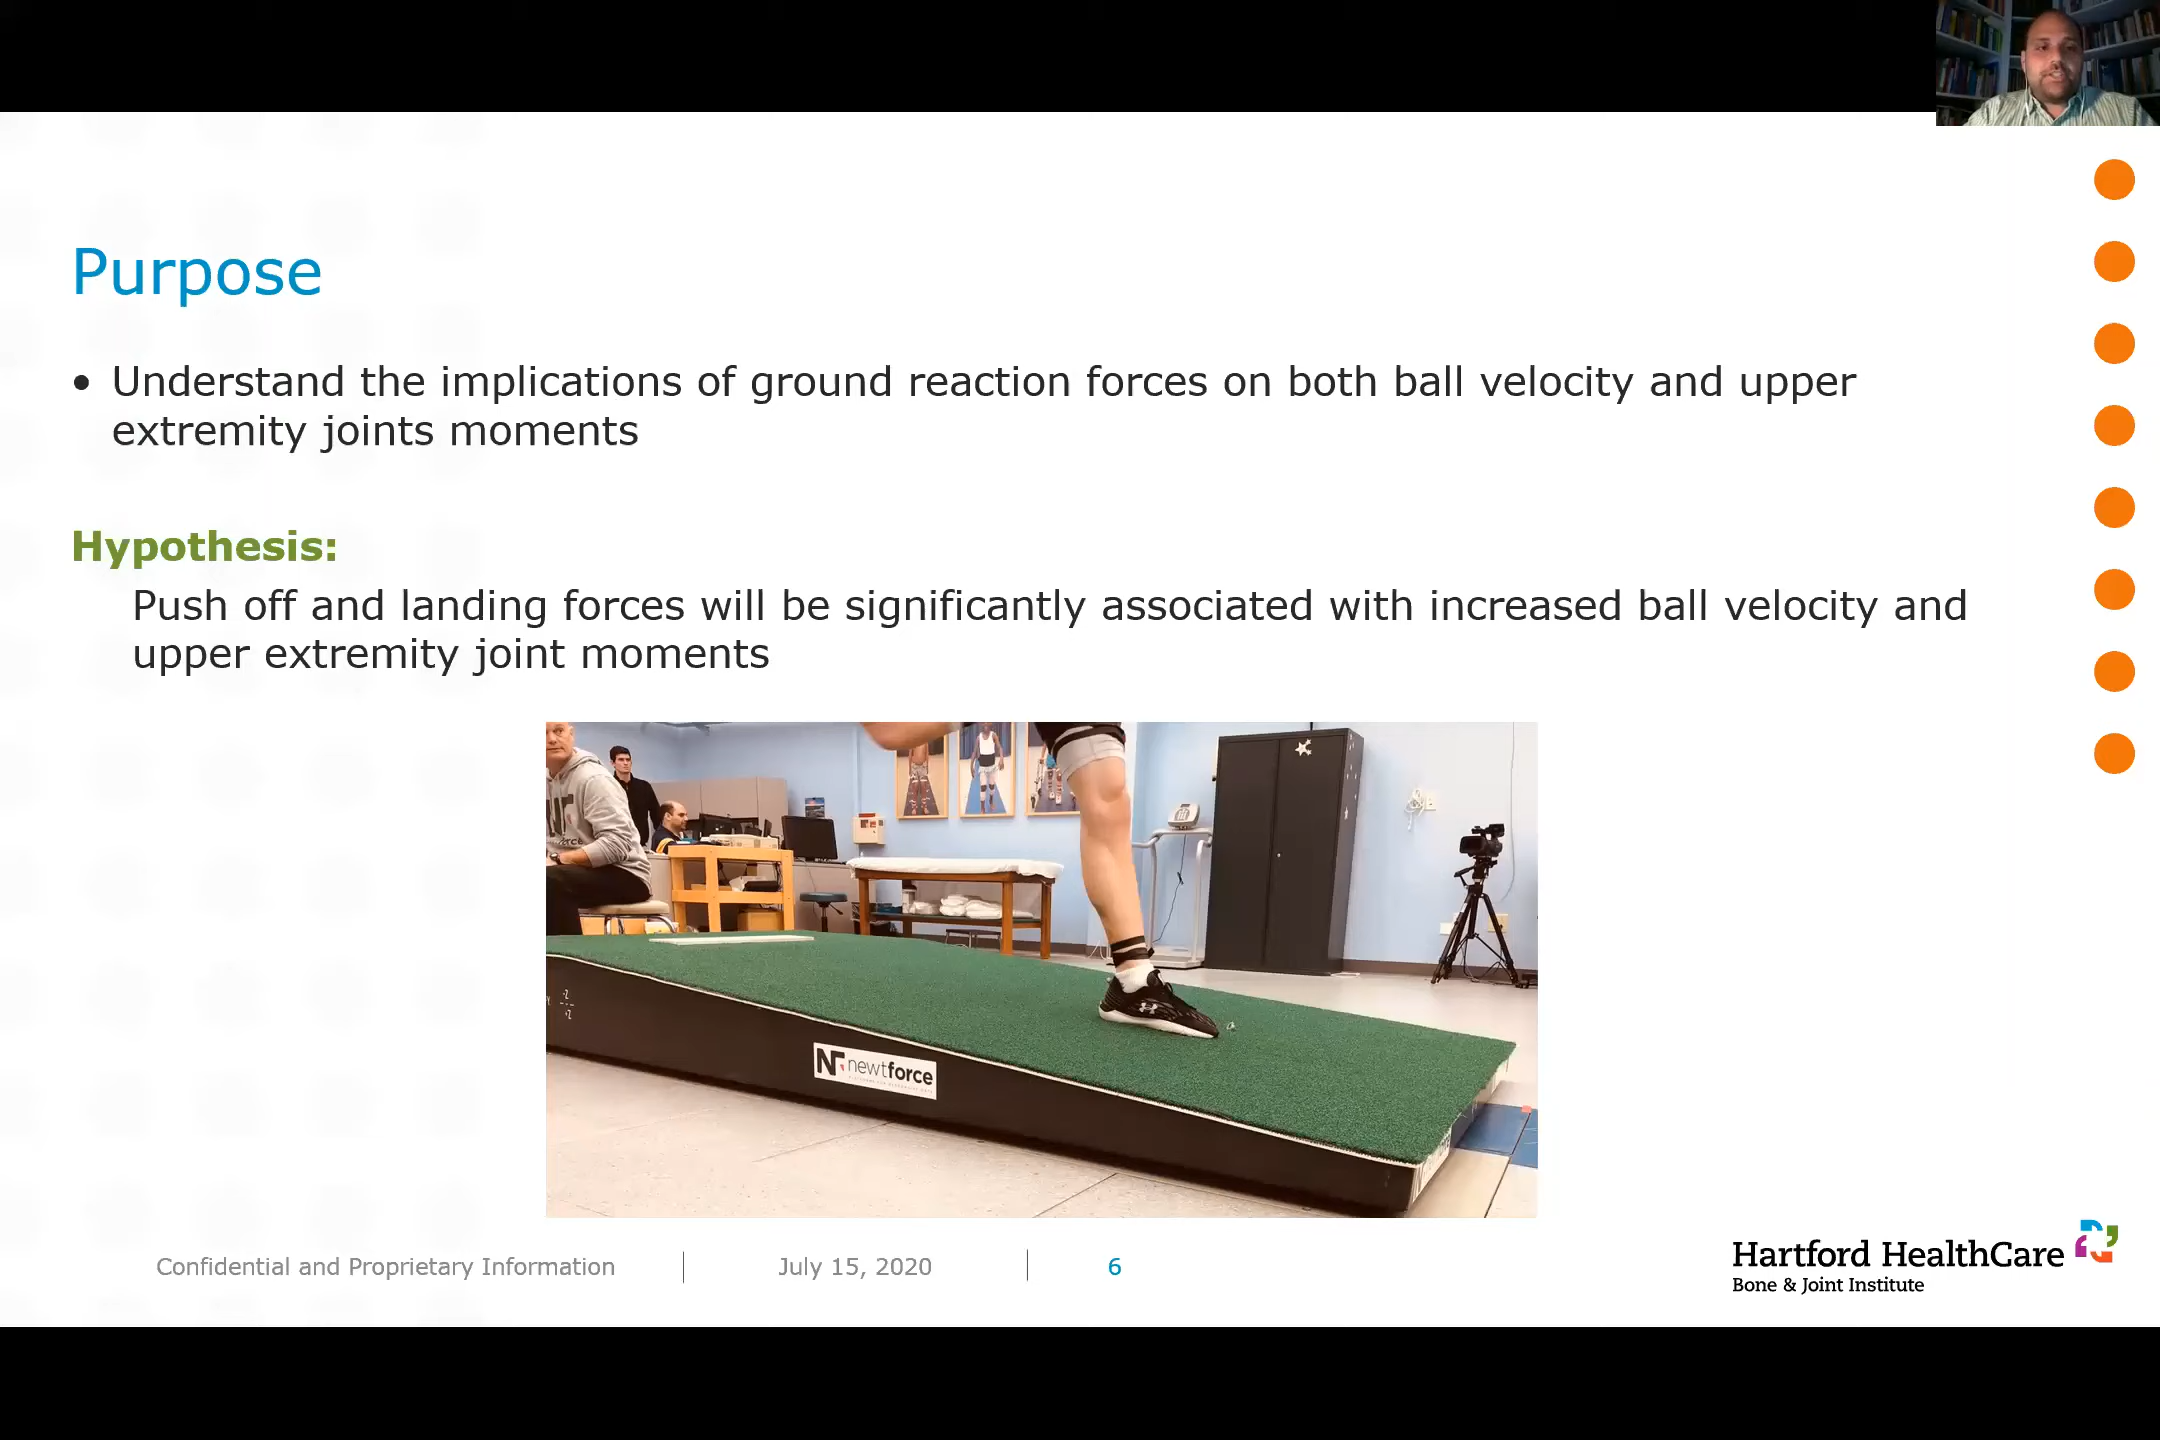 Purpose
• Understand the implications of ground reaction forces on both ball velocity and upper
extremity joints moments
Hypothesis:
Push off and landing forces will be significantly associated with increased ball velocity and
upper extremity joint moments
NF newtforce
Confidential and Proprietary Information
July 15, 2020
6
Hartford HealthCare
Bone & Joint Institute